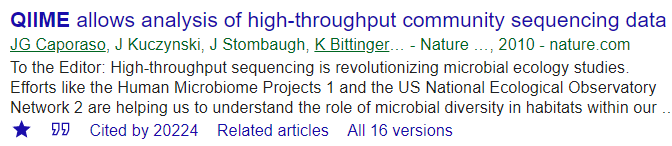 QIIME allows analysis of high-throughput community sequencing data
JG Caporaso, J Kuczynski, J Stombaugh, K Bittinger… - Nature …, 2010 - nature.com
To the Editor: High-throughput sequencing is revolutionizing microbial ecology studies.
Efforts like the Human Microbiome Projects 1 and the US National Ecological Observatory
Network 2 are helping us to understand the role of microbial diversity in habitats within our ..
Cited by 20224 Related articles All 16 versions